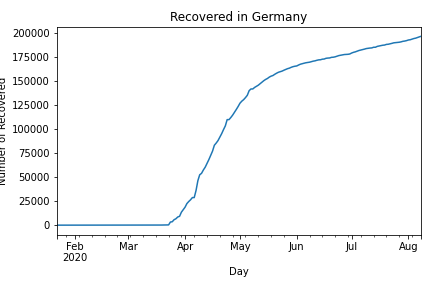 Recovered in Germany
200000
175000
150000
125000
100000
75000
50000
25000
0
Number of Recovered
Feb
2020
Mar
Apr
May
Jun
Jul
Aug
Day